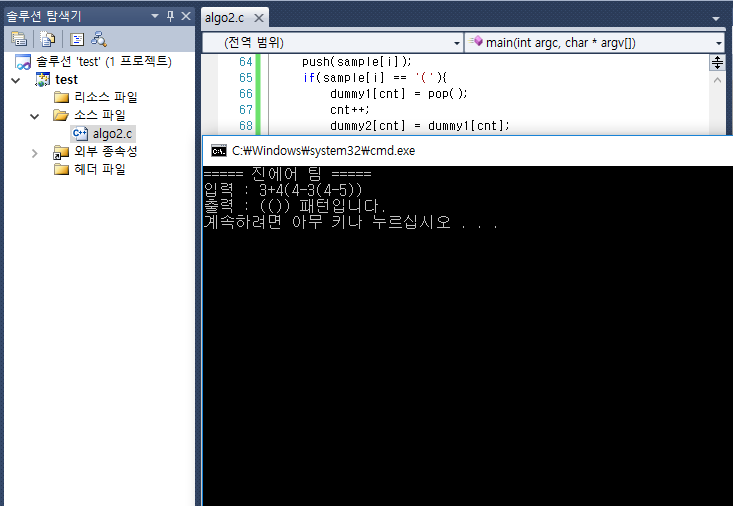 솔루션 탐색기
솔루션 'test' (1 프로젝트)
test
리소스 파일
소스 파일
algo2.c
외부 종속성
헤더 파일
algo2.c
(전역 범위)
main(int argc, char * argv[])
64 push(sample[i]);
65 if(sample[i] == '('){
66 dummy1[cnt] = pop();
67 cnt++;
68 dummy2[cnt] = dummy1[cnt];
C:\Windows\system32\cmd.exe
===== 진에어 팀 =====
입력 : 3+4(4-3(4-5))
출력 : (()) 패턴입니다.
계속하려면 아무 키나 누르십시오 . . .